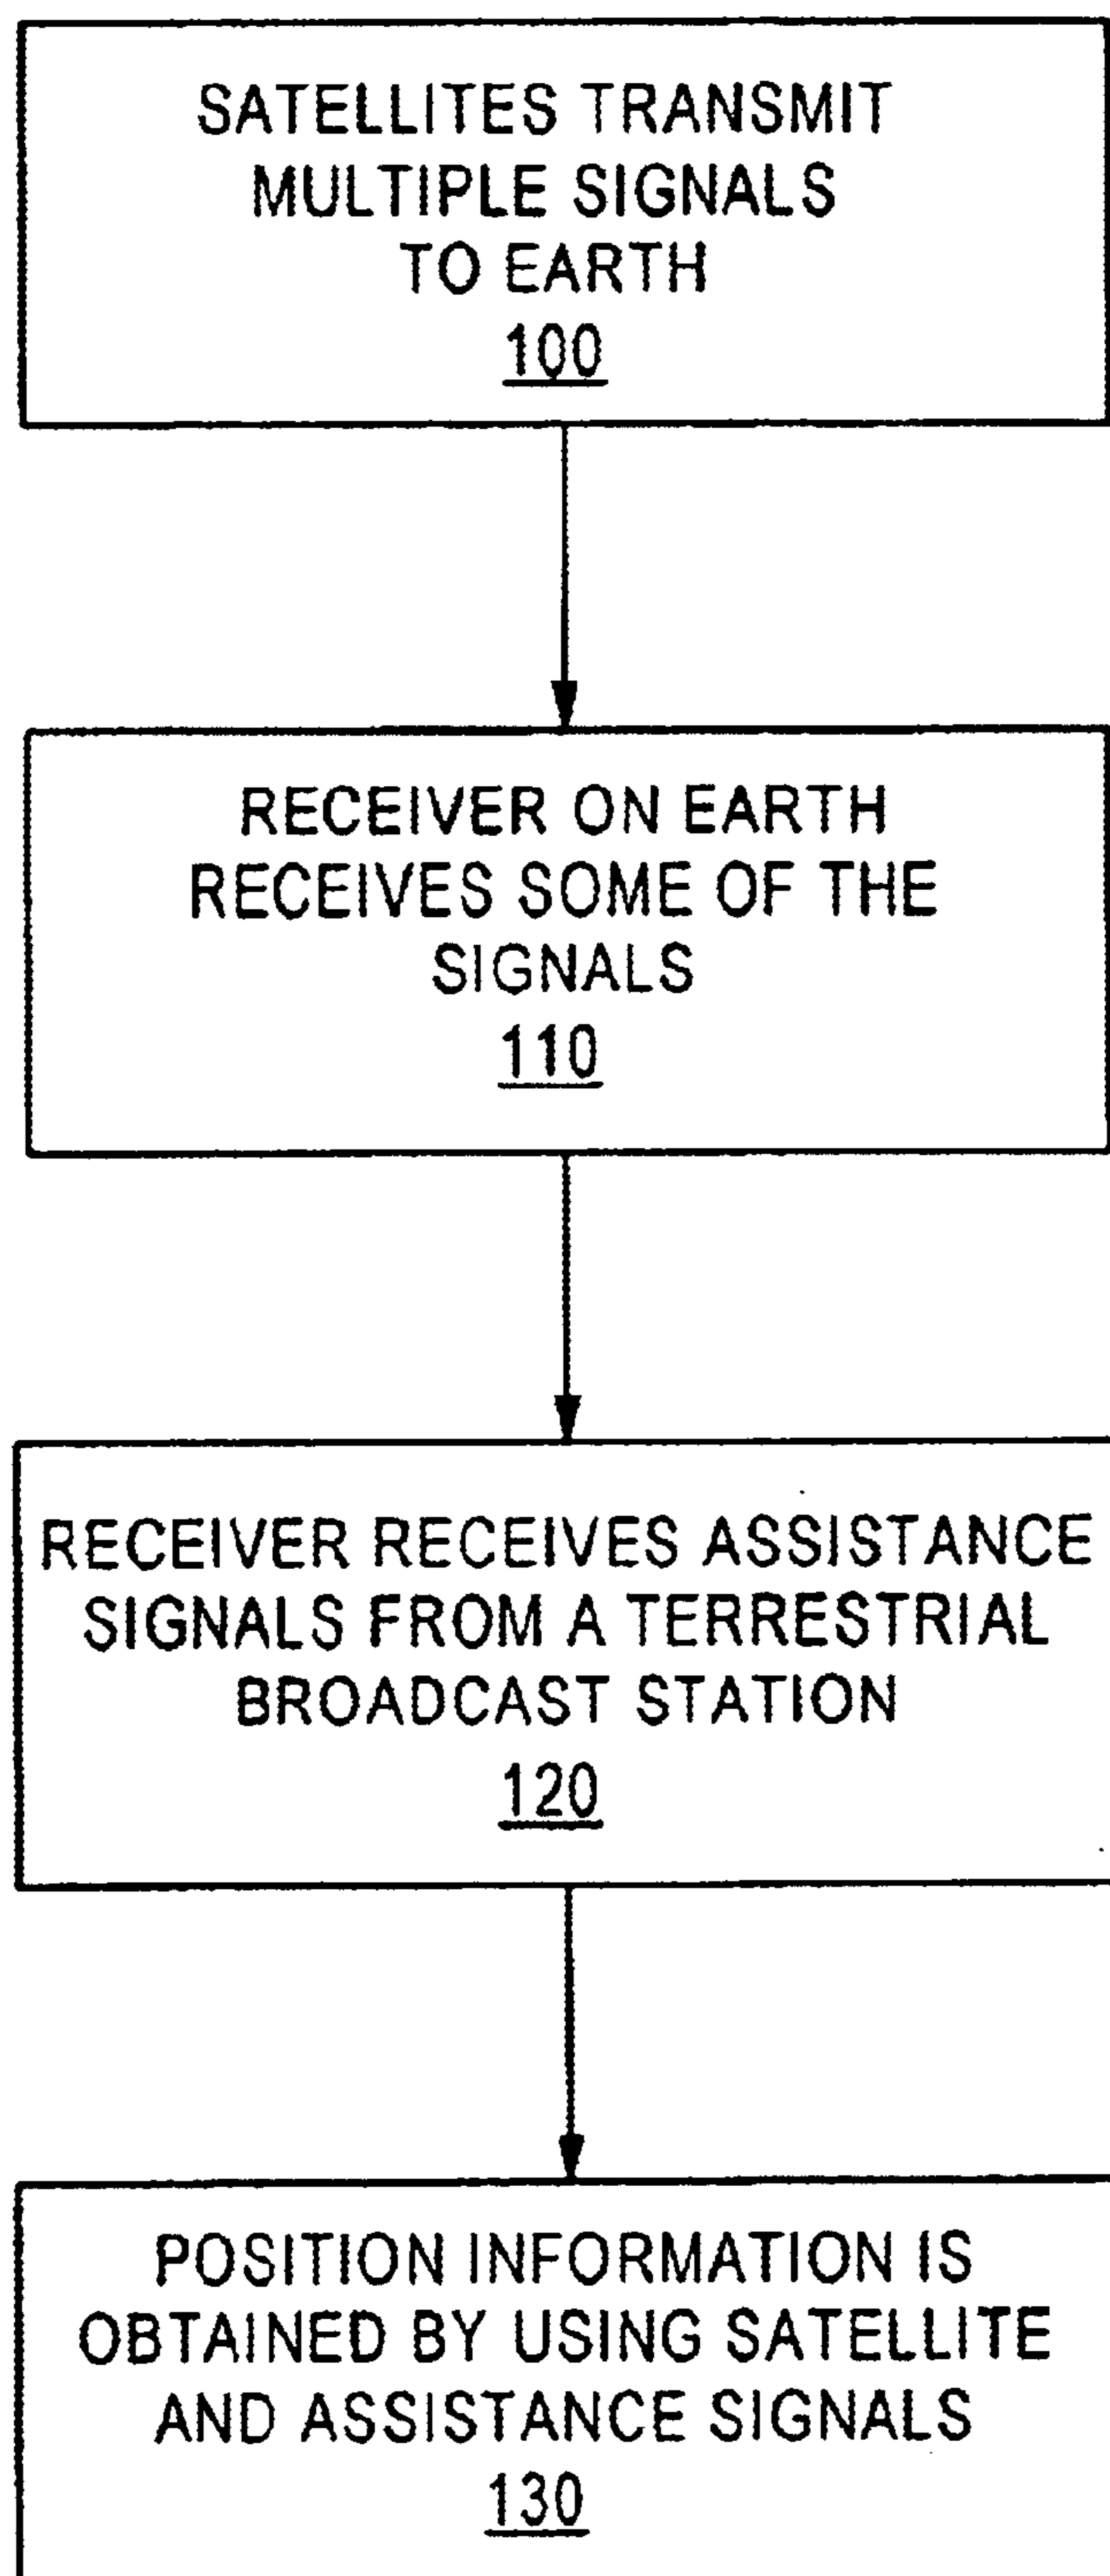 SATELLITES TRANSMIT
MULTIPLE SIGNALS
TO EARTH
100
RECEIVER ON EARTH
RECEIVES SOME OF THE
SIGNALS
110
RECEIVER RECEIVES ASSISTANCE
SIGNALS FROM A TERRESTRIAL
BROADCAST STATION
120
POSITION INFORMATION IS
OBTAINED BY USING SATELLITE
AND ASSISTANCE SIGNALS
130